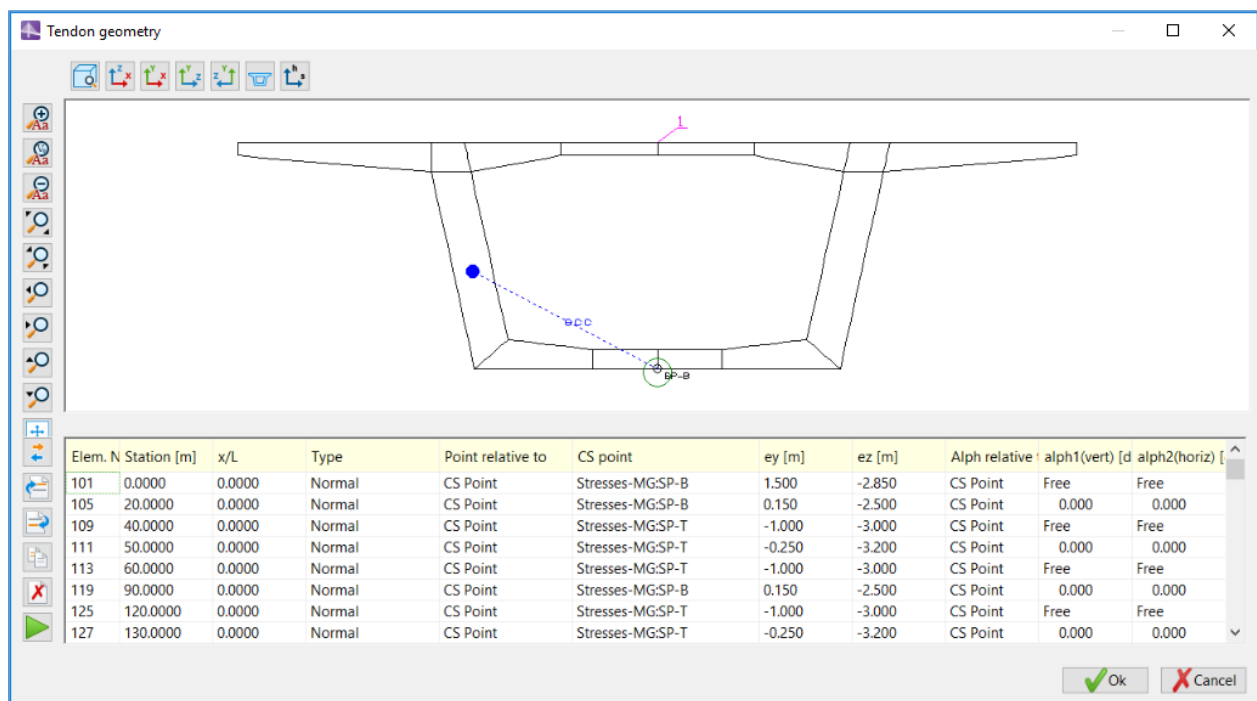 Tendon geometry
1
SP-B
Elem. N Station [m] x/L Type Point relative to CS point ey [m] ez [m] Alph relative alph1(vert) [d alph2(horiz) [
101 0.0000 0.0000 Normal CS Point Stresses-MG:SP-B 1.500 -2.850 CS Point Free Free
105 20.0000 0.0000 Normal CS Point Stresses-MG:SP-B 0.150 -2.500 CS Point 0.000 0.000
109 40.0000 0.0000 Normal CS Point Stresses-MG:SP-T -1.000 -3.000 CS Point Free Free
111 50.0000 0.0000 Normal CS Point Stresses-MG:SP-T -0.250 -3.200 CS Point 0.000 0.000
113 60.0000 0.0000 Normal CS Point Stresses-MG:SP-T -1.000 -3.000 CS Point Free Free
119 90.0000 0.0000 Normal CS Point Stresses-MG:SP-B 0.150 -2.500 CS Point 0.000 0.000
125 120.0000 0.0000 Normal CS Point Stresses-MG:SP-T -1.000 -3.000 CS Point Free Free
127 130.0000 0.0000 Normal CS Point Stresses-MG:SP-T -0.250 -3.200 CS Point 0.000 0.000
Ok Cancel